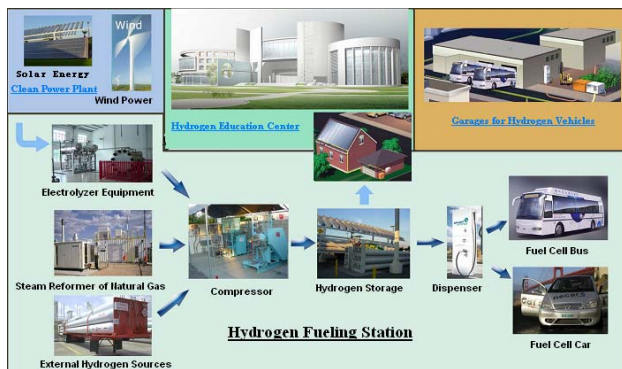 Wind
Solar Energy
Clean Power Plant
Wind Power
Hydrogen Education Center
Garages for Hydrogen Vehicles
Electrolyzer Equipment
Steam Reformer of Natural Gas
Compressor
Hydrogen Storage
Dispenser
Fuel Cell Bus
External Hydrogen Sources
Hydrogen Fueling Station
Fuel Cell Car